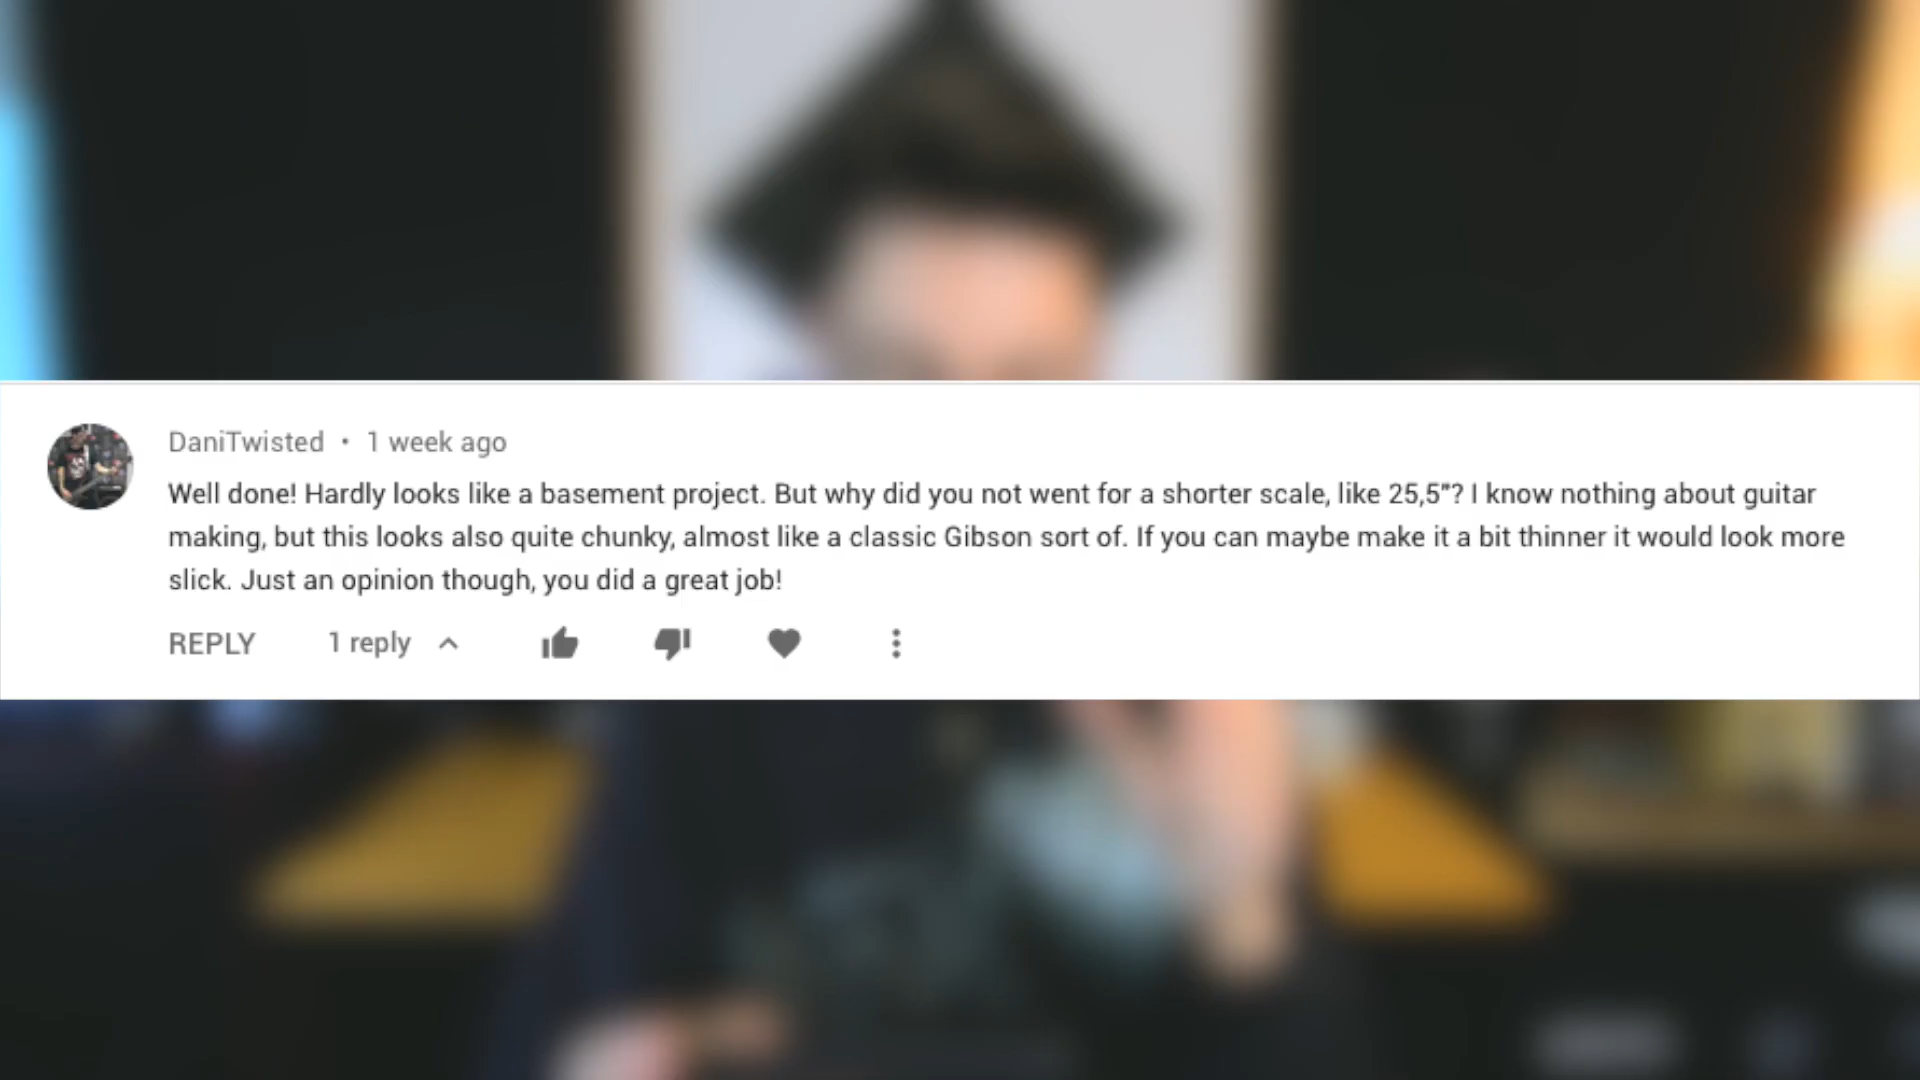 DaniTwisted • 1 week ago
Well done! Hardly looks like a basement project. But why did you not went for a shorter scale, like 25,5"? I know nothing about guitar
making, but this looks also quite chunky, almost like a classic Gibson sort of. If you can maybe make it a bit thinner it would look more
slick. Just an opinion though, you did a great job!
REPLY 1 reply